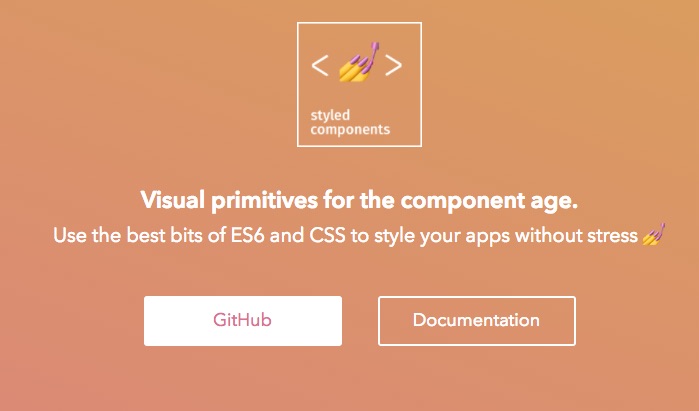 < 💅 >
styled
components
Visual primitives for the component age.
Use the best bits of ES6 and CSS to style your apps without stress 💅
GitHub
Documentation